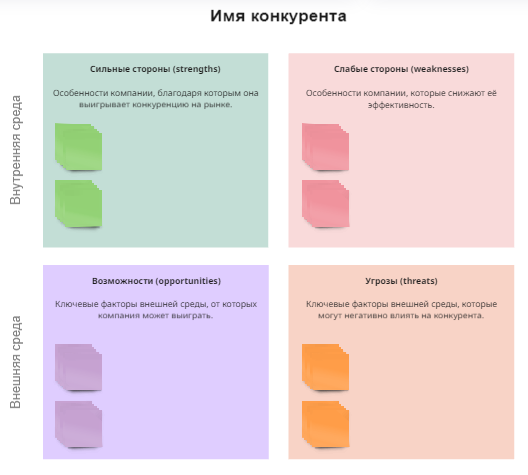 Имя конкурента
Внутренняя среда
Сильные стороны (strengths)
Особенности компании, благодаря которым она
выигрывает конкуренцию на рынке.
Слабые стороны (weaknesses)
Особенности компании, которые снижают её
эффективность.
Внешняя среда
Возможности (opportunities)
Ключевые факторы внешней среды, от которых
компания может выиграть.
Угрозы (threats)
Ключевые факторы внешней среды, которые
могут негативно влиять на конкурента.